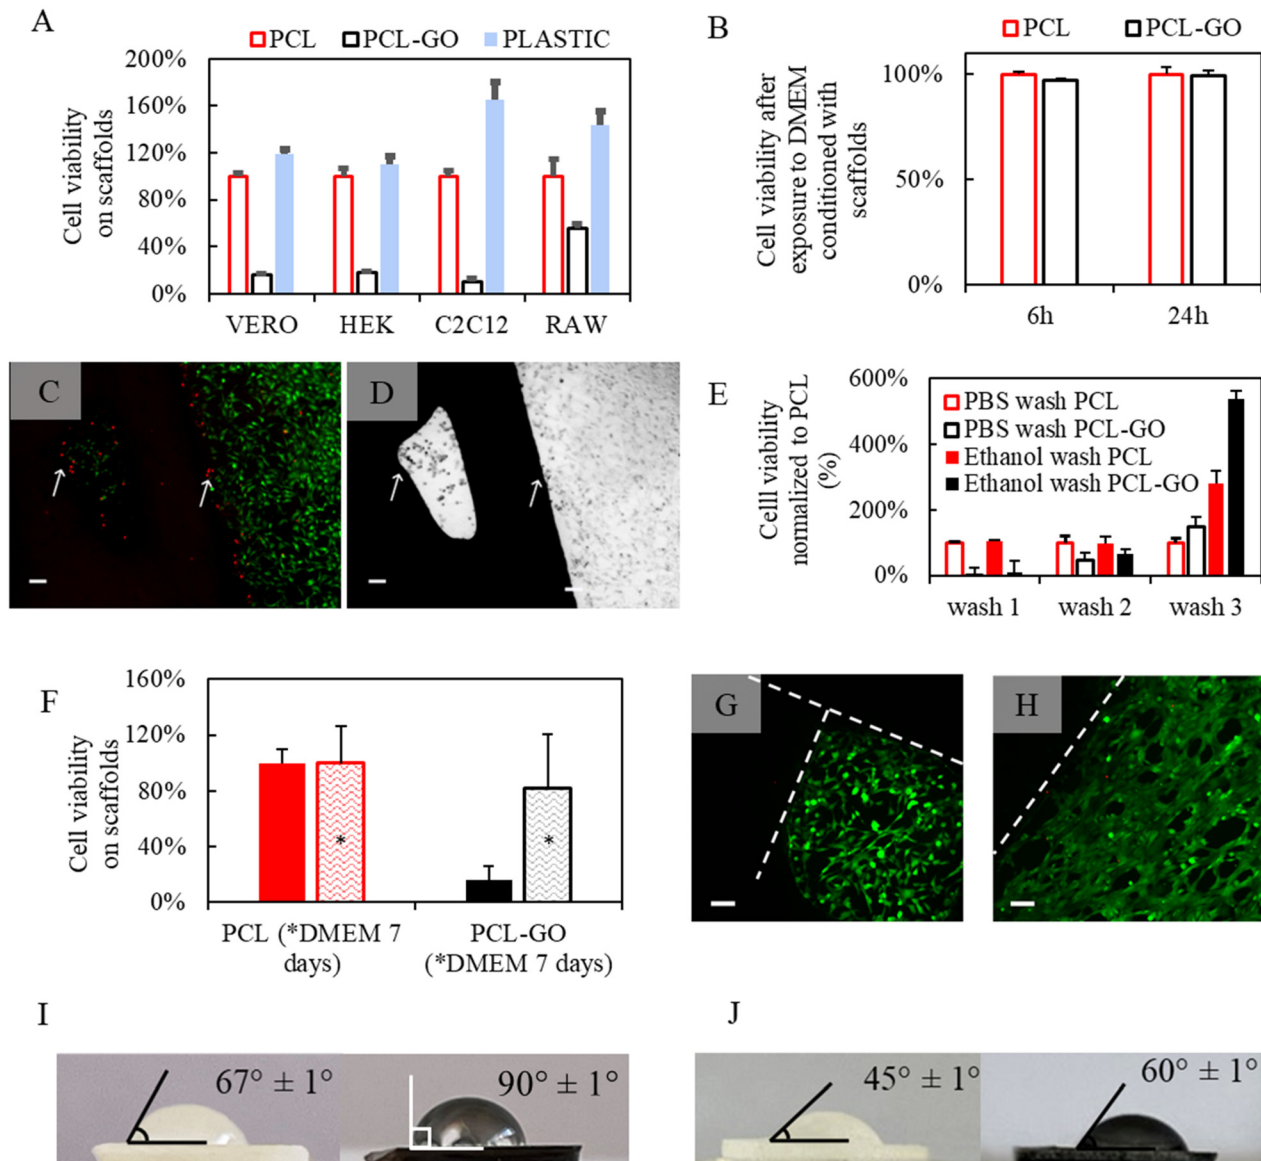 A
PCL PCL-GO PLASTIC
Cell viability
on scaffolds
200%
160%
120%
80%
40%
0%
VERO HEK C2C12 RAW
B
PCL PCL-GO
Cell viability after
exposure to DMEM
conditioned with
scaffolds
100%
50%
0%
6h 24h
C
D
E
Celll viability
normalized to PCL
(%)
600%
400%
200%
0%
PBS wash PCL
PBS wash PCL-GO
Ethanol wash PCL
Ethanol wash PCL-GO
wash 1 wash 2 wash 3
F
Cell viability
on scaffolds
160%
120%
80%
40%
0%
*
*
PCL (*DMEM 7
days)
PCL-GO
(*DMEM 7 days)
G
H
I
67° ± 1°
90° ± 1°
J
45° ± 1°
60° ± 1°